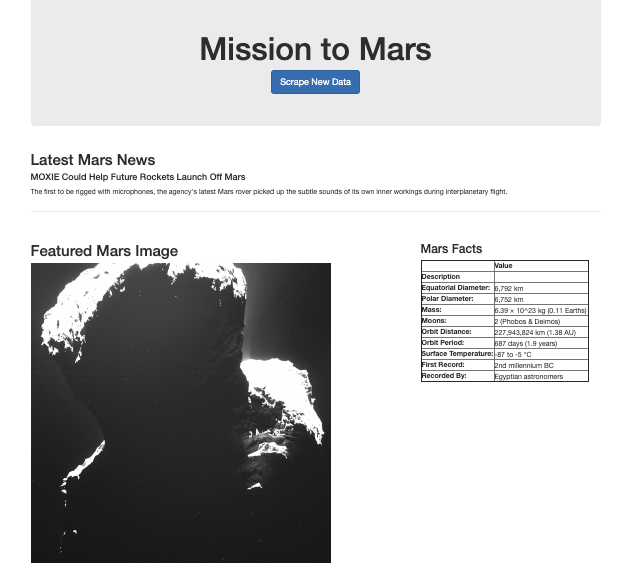 Mission to Mars
Scrape New Data
Latest Mars News
MOXIE Could Help Future Rockets Launch Off Mars
The first to be rigged with microphones, the agency's latest Mars rover picked up the subtle sounds of its own inner workings during interplanetary flight.
Featured Mars Image
Mars Facts
Value
Description
Equatorial Diameter: 6,792 km
Polar Diameter: 6,752 km
Mass: 6.39 × 10^23 kg (0.11 Earths)
Moons: 2 (Phobos & Deimos)
Orbit Distance: 227,943,824 km (1.38 AU)
Orbit Period: 687 days (1.9 years)
Surface Temperature: -87 to -5 °C
First Record: 2nd millennium BC
Recorded By: Egyptian astronomers